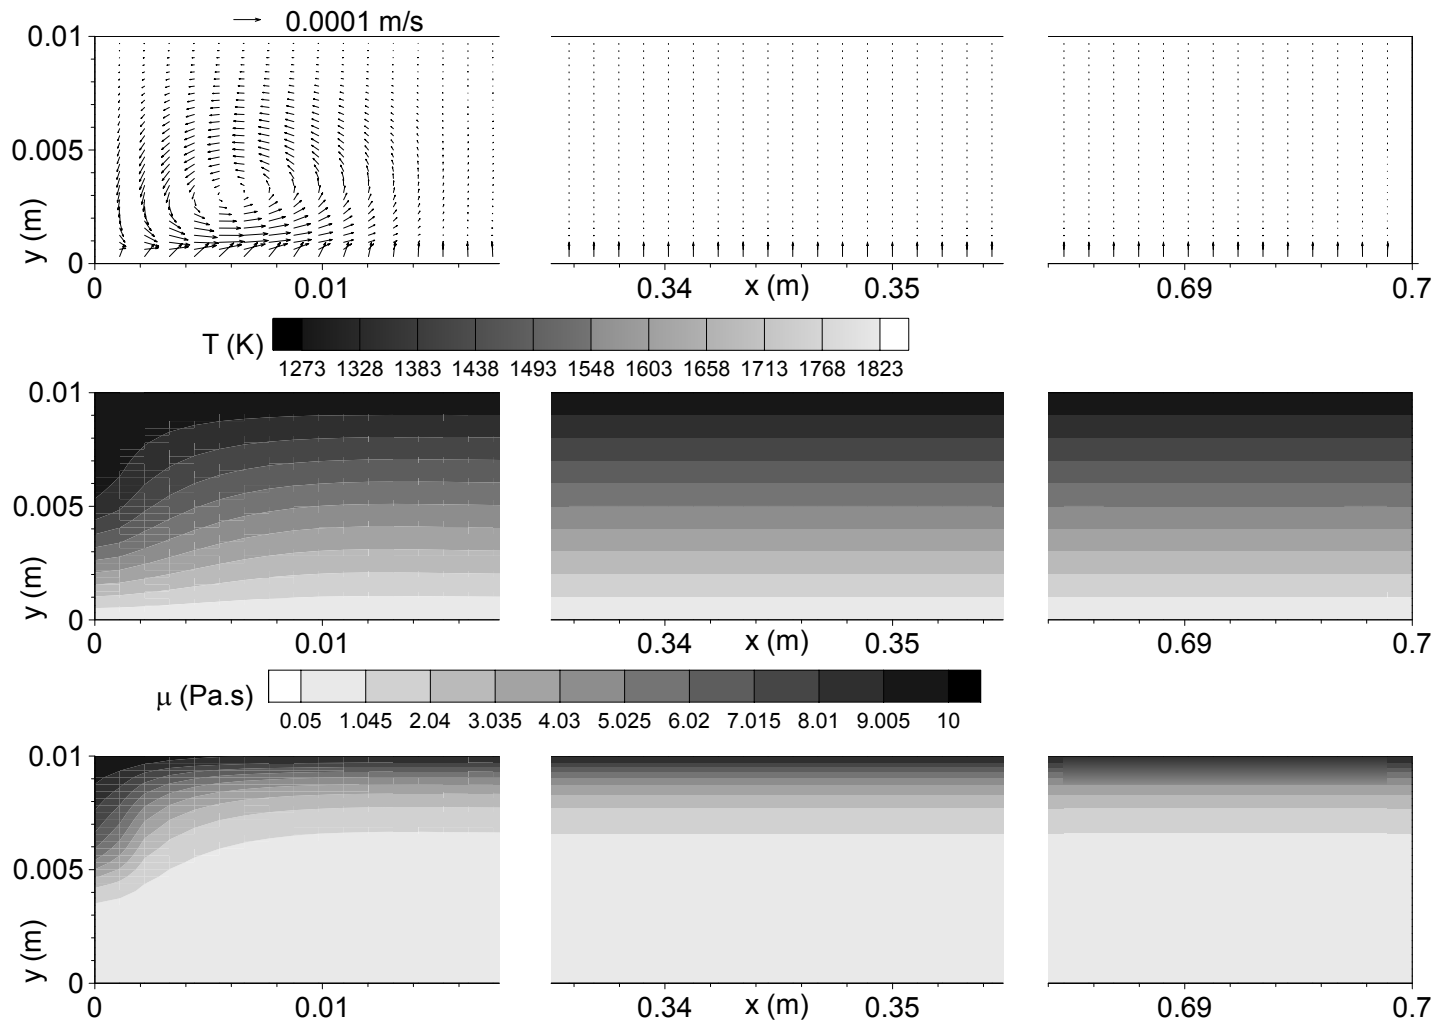 0.0001 m/s
0.01
0.005
0
y (m)
0 0.01 0.34 x (m) 0.35 0.69 0.7
T (K)
1273 1328 1383 1438 1493 1548 1603 1658 1713 1768 1823
0.01
0.005
0
y (m)
0 0.01 0.34 x (m) 0.35 0.69 0.7
μ (Pa.s)
0.05 1.045 2.04 3.035 4.03 5.025 6.02 7.015 8.01 9.005 10
0.01
0.005
0
y (m)
0 0.01 0.34 x (m) 0.35 0.69 0.7